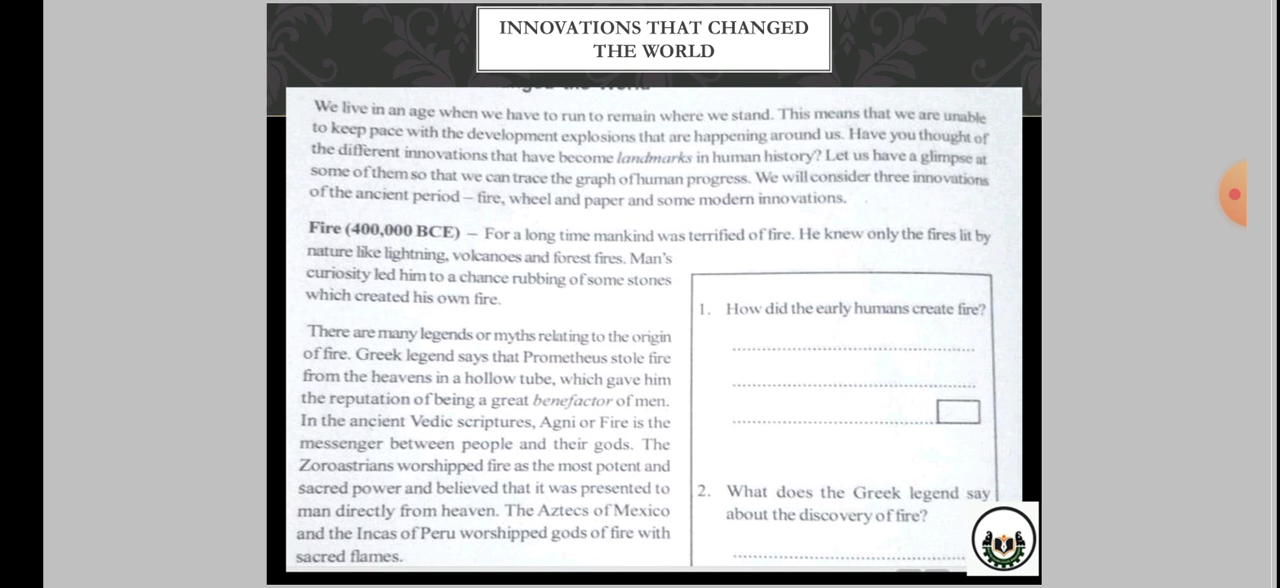 INNOVATIONS THAT CHANGED
THE WORLD
We live in an age when we have to run to remain where we stand. This means that we are unable
to keep pace with the development explosions that are happening around us. Have you thought of
the different innovations that have become landmarks in human history? Let us have a glimpse at
some of them so that we can trace the graph of human progress. We will consider three innovations
of the ancient period – fire, wheel and paper and some modern innovations.
Fire (400,000 BCE) – For a long time mankind was terrified of fire. He knew only the fires lit by
nature like lightning, volcanoes and forest fires. Man's
curiosity led him to a chance rubbing of some stones
which created his own fire.
There are many legends or myths relating to the origin
of fire. Greek legend says that Prometheus stole fire
from the heavens in a hollow tube, which gave him
the reputation of being a great benefactor of men.
In the ancient Vedic scriptures, Agni or Fire is the
messenger between people and their gods. The
Zoroastrians worshipped fire as the most potent and
sacred power and believed that it was presented to
man directly from heaven. The Aztecs of Mexico
and the Incas of Peru worshipped gods of fire with
sacred flames.
1. How did the early humans create fire?
2. What does the Greek legend say
about the discovery of fire?